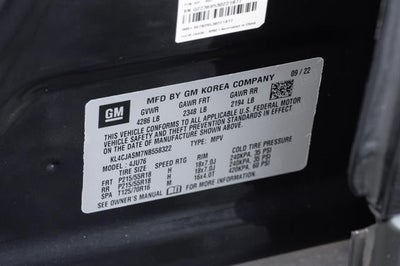 GM
MFD BY GM KOREA COMPANY
09 / 22
GVWR GAWR FRT GAWR RR
4286 LB 2348 LB 2194 LB
THIS VEHICLE CONFORMS TO ALL APPLICABLE U.S. FEDERAL MOTOR
VEHICLE SAFETY, BUMPER, AND THEFT PREVENTION STANDARDS IN EFFECT
ON THE DATE OF MANUFACTURE SHOWN ABOVE.
KL4CJASM7NB558322 TYPE: MPV
MODEL: 4JU76
TIRE SIZE SPEED RTG RIM COLD TIRE PRESSURE
FRT P215/55R18 H 18x7.0J 240KPA, 35 PSI
RR P215/55R18 H 18x7.0J 240KPA, 35 PSI
SPA T125/70R16 M 16x4.0T 420KPA, 60 PSI
SEE OWNER'S MANUAL FOR MORE INFORMATION.